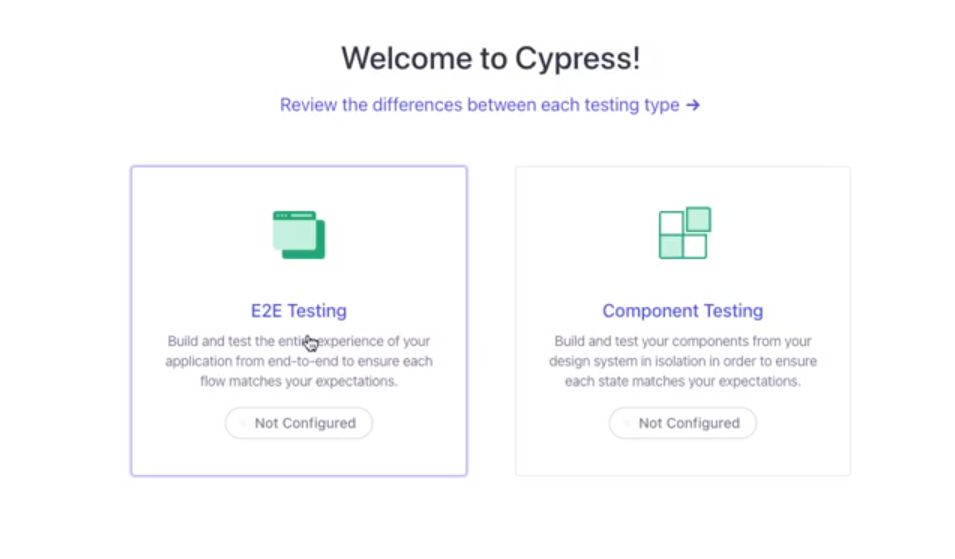 Welcome to Cypress!
Review the differences between each testing type →
E2E Testing
Build and test the entire experience of your
application from end-to-end to ensure each
flow matches your expectations.
Not Configured
Component Testing
Build and test your components from your
design system in isolation in order to ensure
each state matches your expectations.
Not Configured